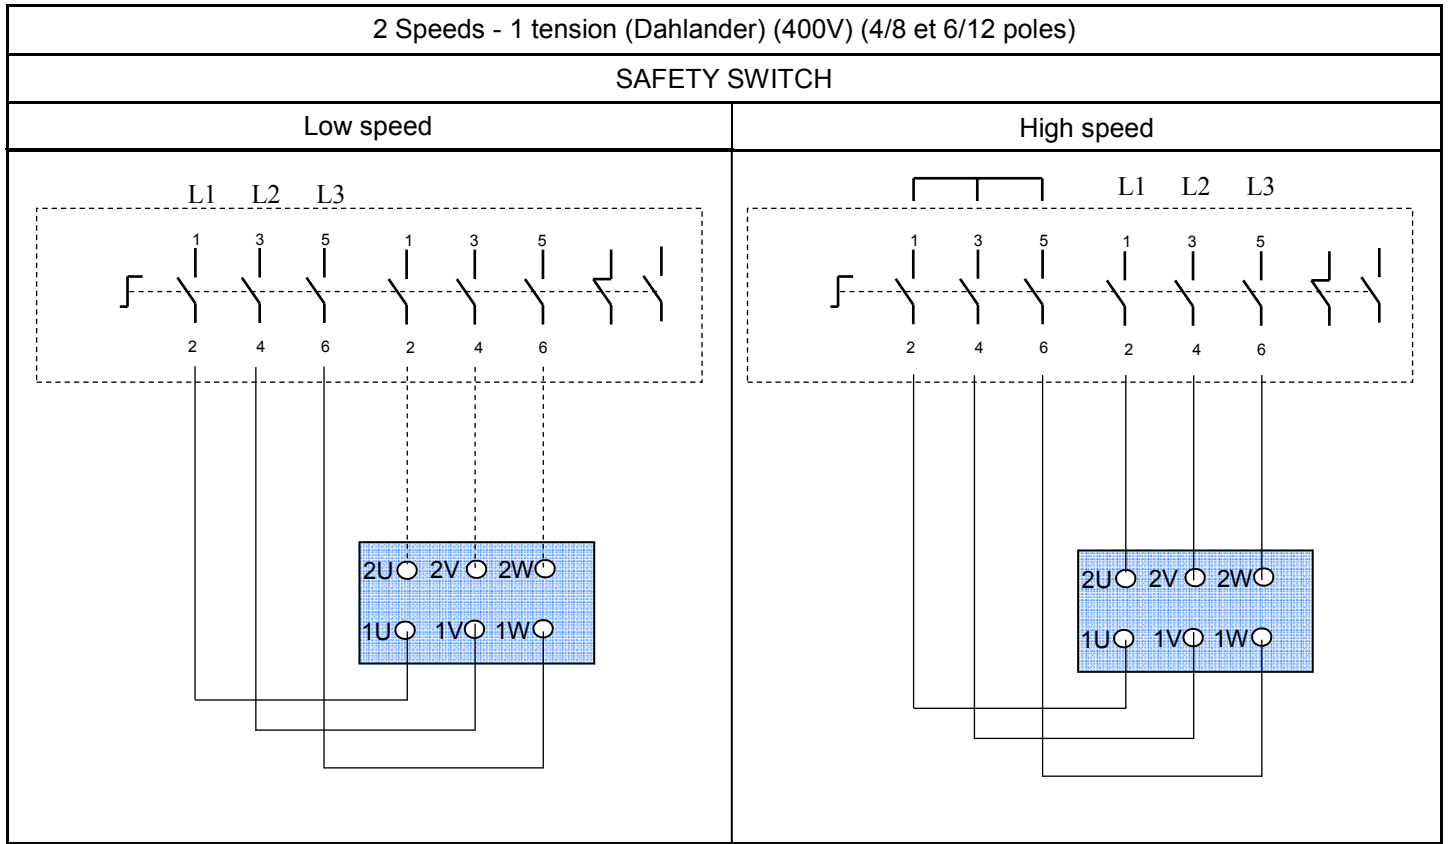 2 Speeds - 1 tension (Dahlander) (400V) (4/8 et 6/12 poles)
SAFETY SWITCH
Low speed
L1 L2 L3
1 3 5 1 3 5
2 4 6 2 4 6
2U 2V 2W
1U 1V 1W
High speed
L1 L2 L3
1 3 5 1 3 5
2 4 6 2 4 6
2U 2V 2W
1U 1V 1W